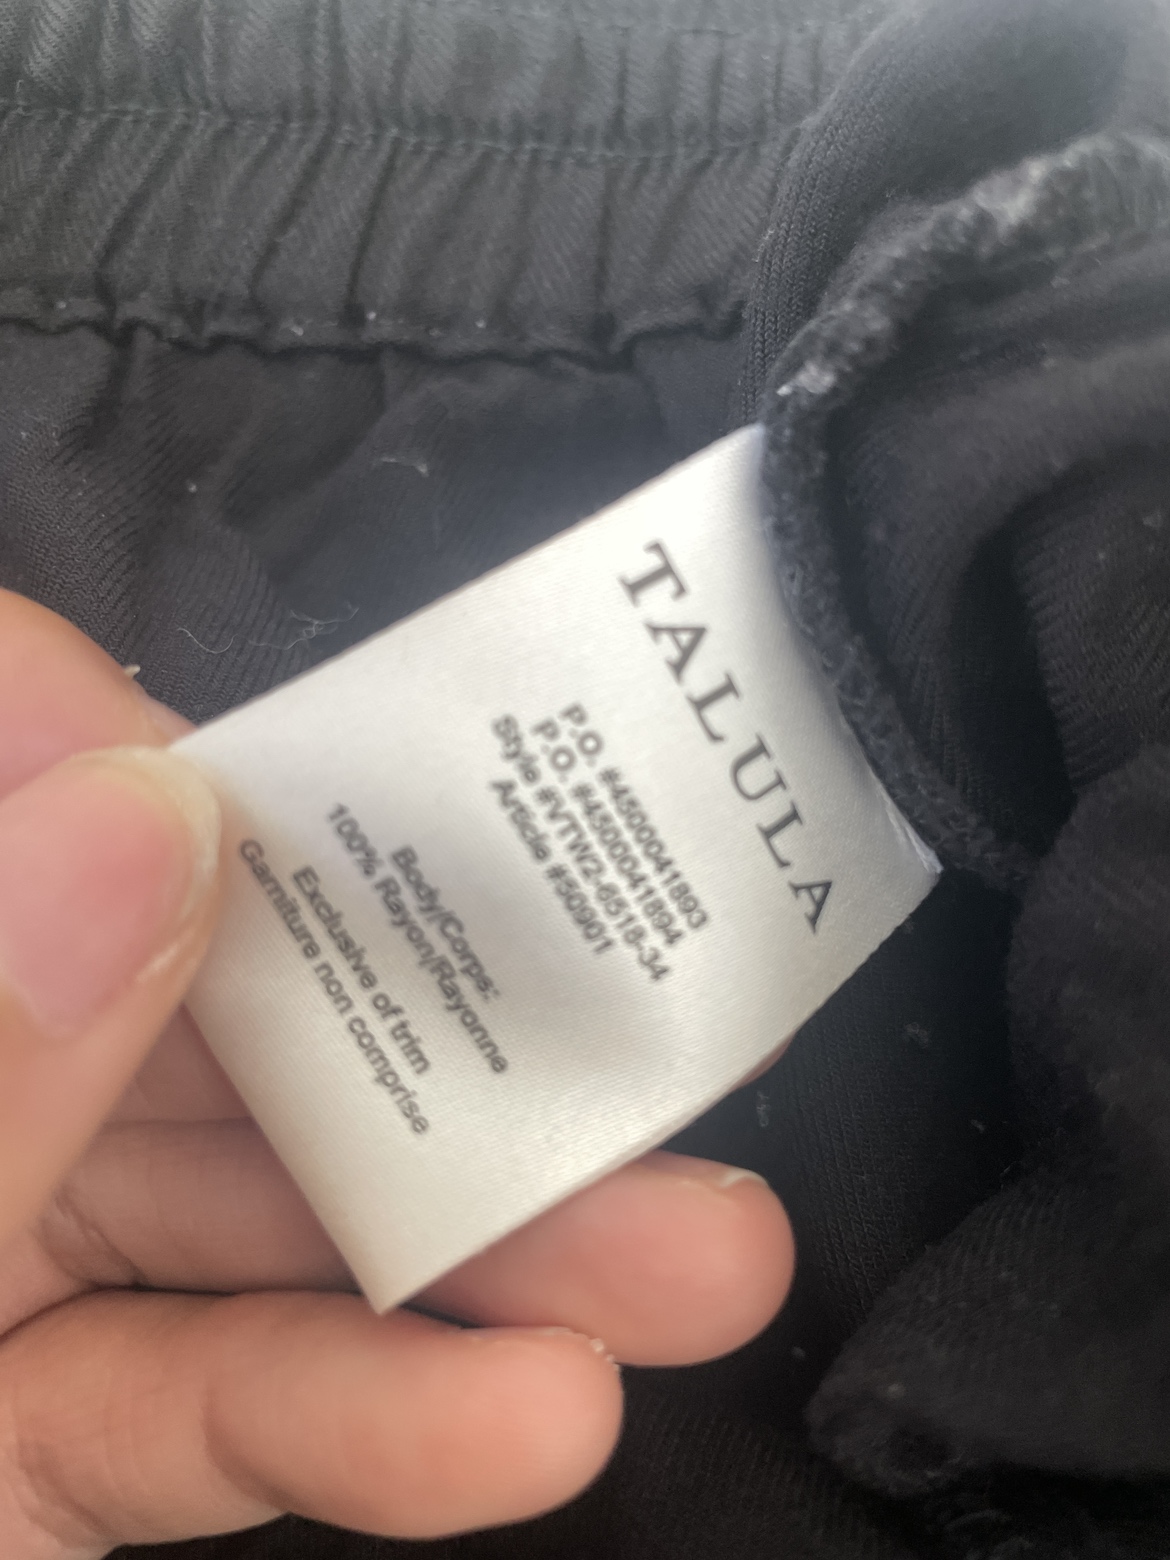 TALULA
P.O. #4500041893
P.O. #4500041894
Style #VTW2-6518-34
Article #50901
Body/Corps:
100% Rayon/Rayonne
Exclusive of trim
Garniture non comprise